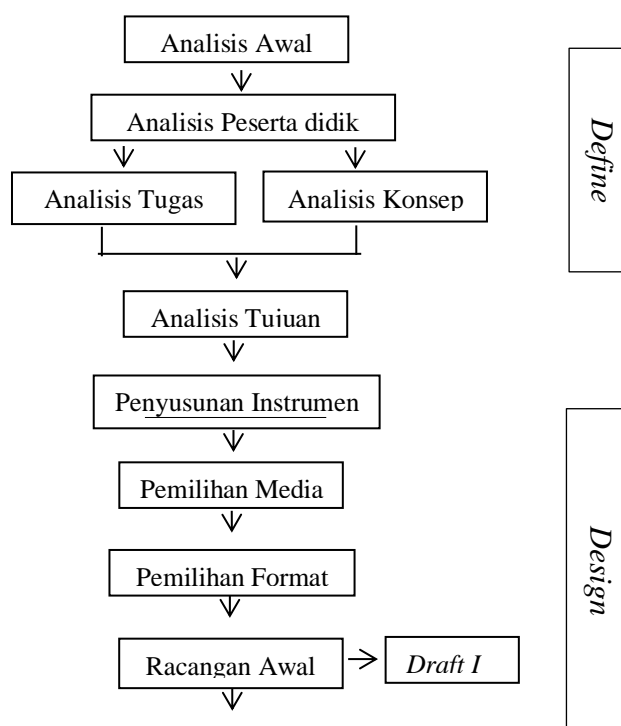 Analisis Awal
Analisis Peserta didik
Analisis Tugas
Analisis Konsep
Analisis Tujuan
Define
Penyusunan Instrumen
Pemilihan Media
Pemilihan Format
Racangan Awal
Draft I
Design